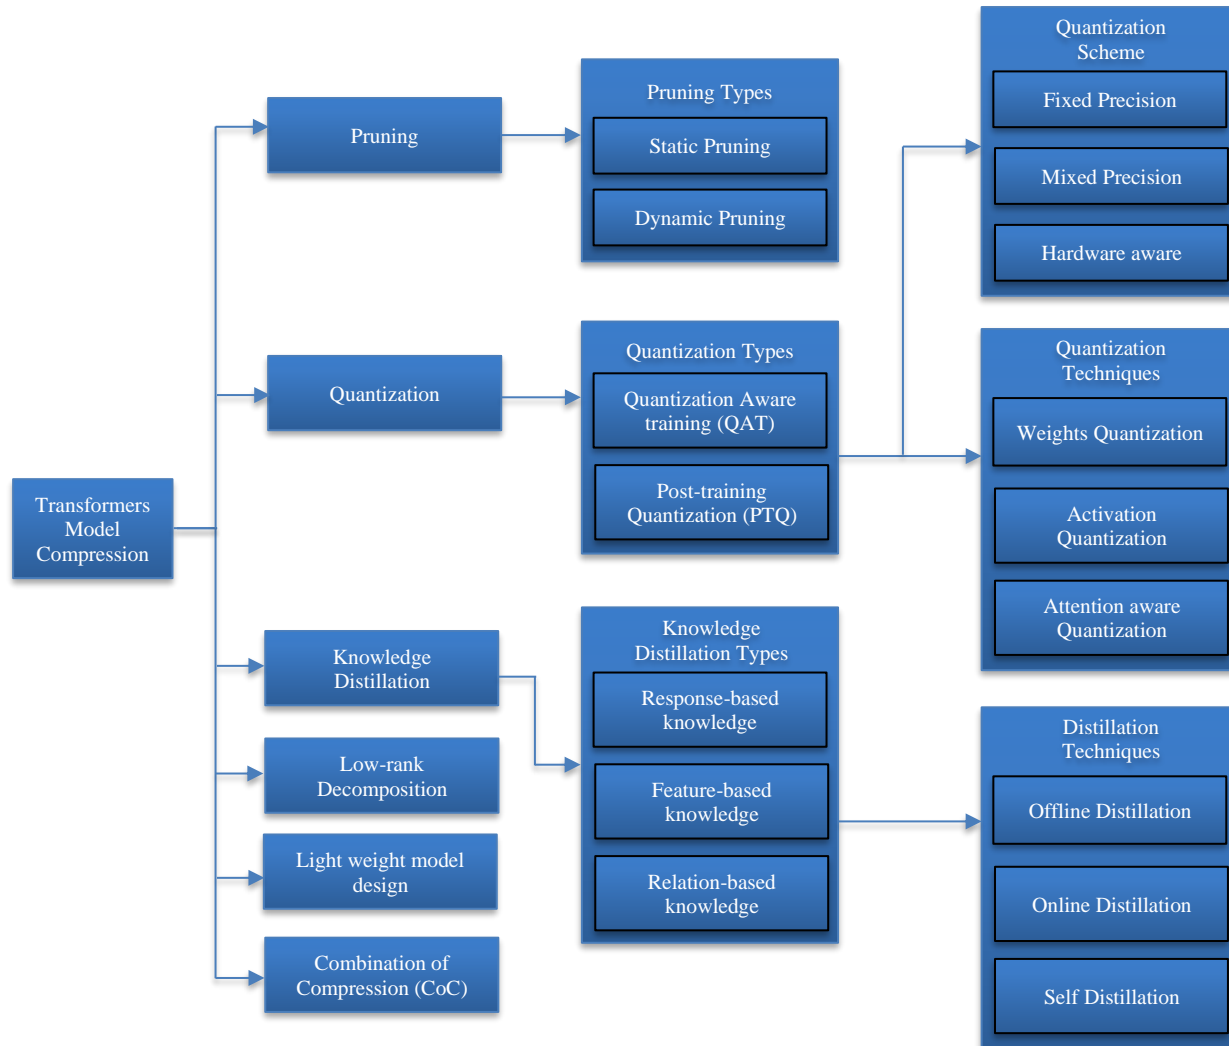 Transformers
Model
Compression
Pruning
Quantization
Knowledge
Distillation
Low-rank
Decomposition
Light weight model
design
Combination of
Compression (CoC)
Pruning Types
Static Pruning
Dynamic Pruning
Quantization Types
Quantization Aware
training (QAT)
Post-training
Quantization (PTQ)
Knowledge
Distillation Types
Response-based
knowledge
Feature-based
knowledge
Relation-based
knowledge
Quantization
Scheme
Fixed Precision
Mixed Precision
Hardware aware
Quantization
Techniques
Weights Quantization
Activation
Quantization
Attention aware
Quantization
Distillation
Techniques
Offline Distillation
Online Distillation
Self Distillation